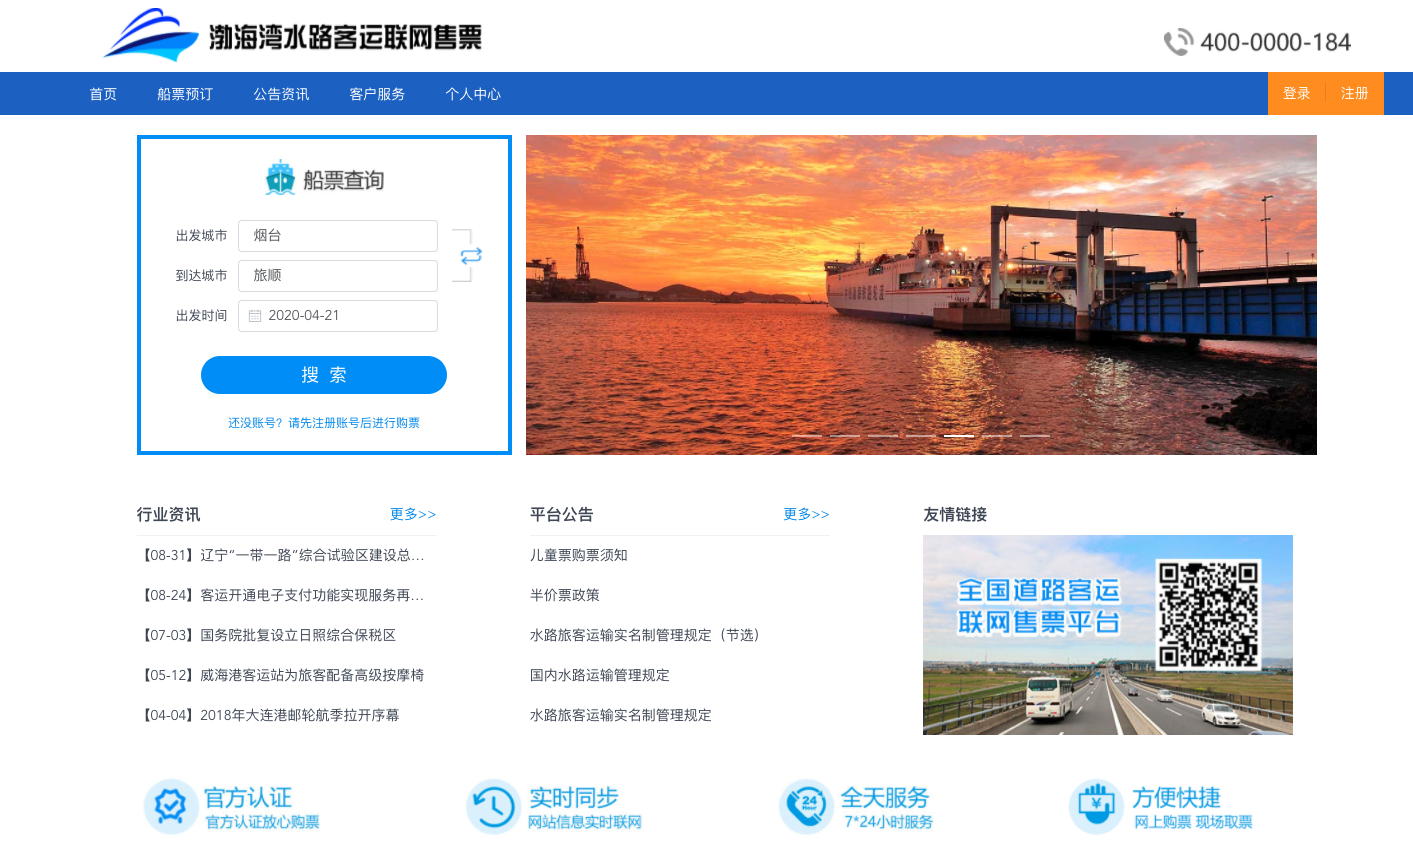 渤海湾水路客运联网售票
400-0000-184
首页 船票预订 公告资讯 客户服务 个人中心 登录 注册
船票查询
出发城市 烟台
到达城市 旅顺
出发时间 2020-04-21
搜 索
还没账号？请先注册账号后进行购票
行业资讯 更多>>
【08-31】辽宁“一带一路”综合试验区建设总...
【08-24】客运开通电子支付功能实现服务再...
【07-03】国务院批复设立日照综合保税区
【05-12】威海港客运站为旅客配备高级按摩椅
【04-04】2018年大连港邮轮航季拉开序幕
平台公告 更多>>
儿童票购票须知
半价票政策
水路旅客运输实名制管理规定（节选）
国内水路运输管理规定
水路旅客运输实名制管理规定
友情链接
全国道路客运
联网售票平台
官方认证
官方认证放心购票
实时同步
网站信息实时联网
24
Hour
全天服务
7*24小时服务
¥
方便快捷
网上购票 现场取票